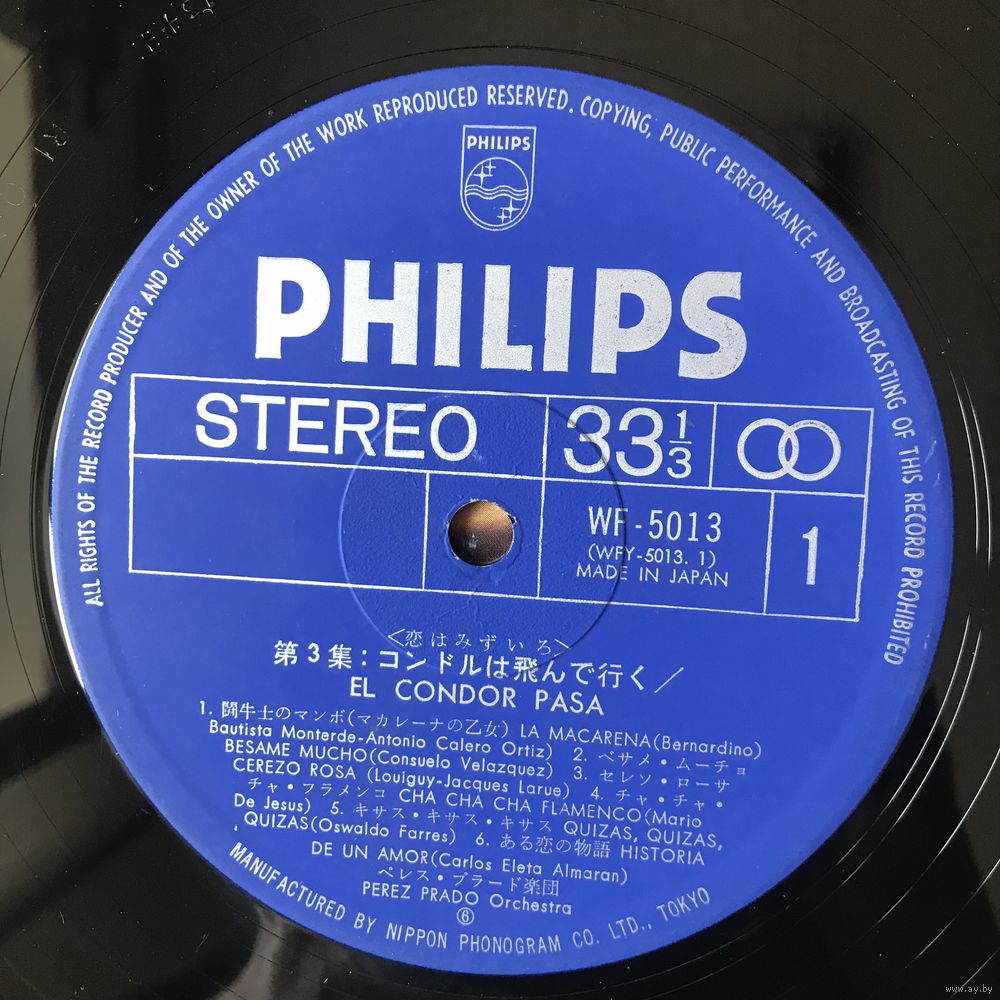 ALL RIGHTS OF THE RECORD PRODUCER AND OF THE OWNER OF THE WORK REPRODUCED RESERVED. COPYING, PUBLIC PERFORMANCE AND BROADCASTING OF THIS RECORD PROHIBITED
PHILIPS
PHILIPS
STEREO
33 1/3
WF-5013
(WFY-5013. 1)
MADE IN JAPAN
1
<恋はみずいろ>
第3集:コンドルは飛んで行く/
EL CONDOR PASA
1. 闘牛士のマンボ(マカレーナの乙女) LA MACARENA(Bernardino)
Bautista Monterde-Antonio Calero Ortiz) 2. ベサメ・ムーチョ
BESAME MUCHO(Consuelo Velazquez) 3. セレソ・ローサ
CEREZO ROSA (Louiguy-Jacques Larue) 4. チャ・チャ・
チャ・フラメンコ CHA CHA CHA FLAMENCO(Mario
De Jesus) 5. キサス・キサス・キサス QUIZAS, QUIZAS,
QUIZAS(Oswaldo Farres) 6. ある恋の物語 HISTORIA
DE UN AMOR(Carlos Eleta Almaran)
ペレス・プラード楽団
PEREZ PRADO Orchestra
⑥
MANUFACTURED BY NIPPON PHONOGRAM CO. LTD., TOKYO
www.ay.by